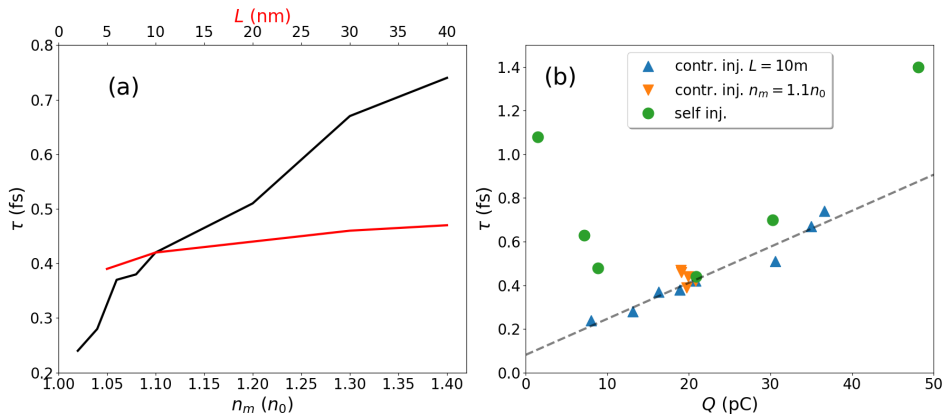 L (nm)
0 5 10 20 30 40
0.8
0.7
0.6
0.5
0.4
0.3
0.2
τ (fs)
(a)
1.00 1.05 1.10 1.15 1.20 1.25 1.30 1.35 1.40
n_m (n_0)
1.4
1.2
1.0
0.8
0.6
0.4
0.2
0.0
τ (fs)
(b)
contr. inj. L = 10m
contr. inj. n_m = 1.1n_0
self inj.
0 10 20 30 40 50
Q (pC)